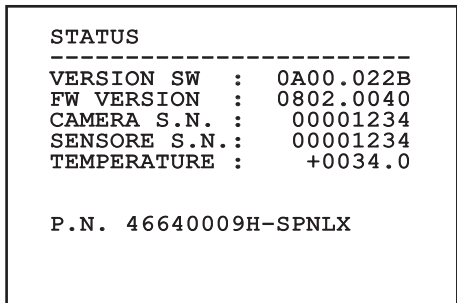 STATUS
-------------------------
VERSION SW  :  0A00.022B
FW VERSION  :  0802.0040
CAMERA S.N. :   00001234
SENSORE S.N.:   00001234
TEMPERATURE :    +0034.0
P.N. 46640009H-SPNLX